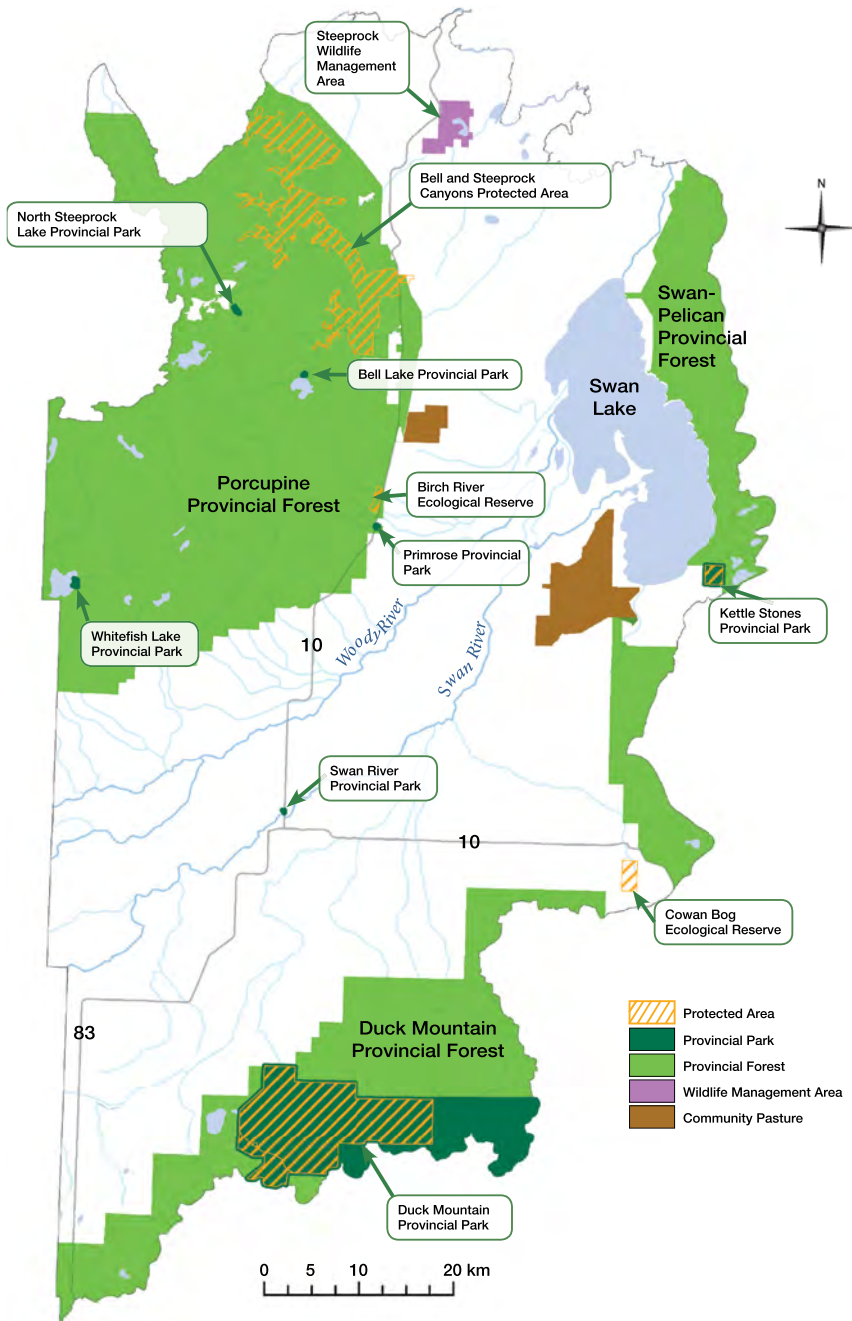 Steeprock
Wildlife
Management
Area
Bell and Steeprock
Canyons Protected Area
North Steeprock
Lake Provincial Park
N
Swan-
Pelican
Provincial
Forest
Swan
Lake
Bell Lake Provincial Park
Porcupine
Provincial Forest
Birch River
Ecological Reserve
Primrose Provincial
Park
Kettle Stones
Provincial Park
Whitefish Lake
Provincial Park
10
Woody River
Swan River
Swan River
Provincial Park
10
Cowan Bog
Ecological Reserve
Protected Area
Provincial Park
Provincial Forest
Wildlife Management Area
Community Pasture
83
Duck Mountain
Provincial Forest
Duck Mountain
Provincial Park
0 5 10 20 km